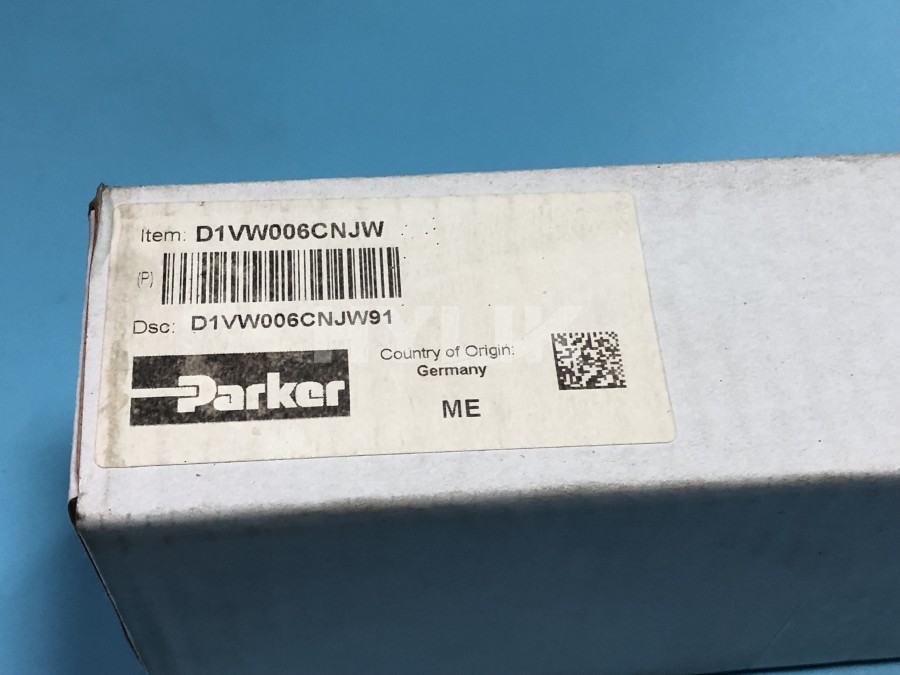 Item: D1VW006CNJW
(P)
Dsc: D1VW006CNJW91
Parker
Country of Origin:
Germany
ME